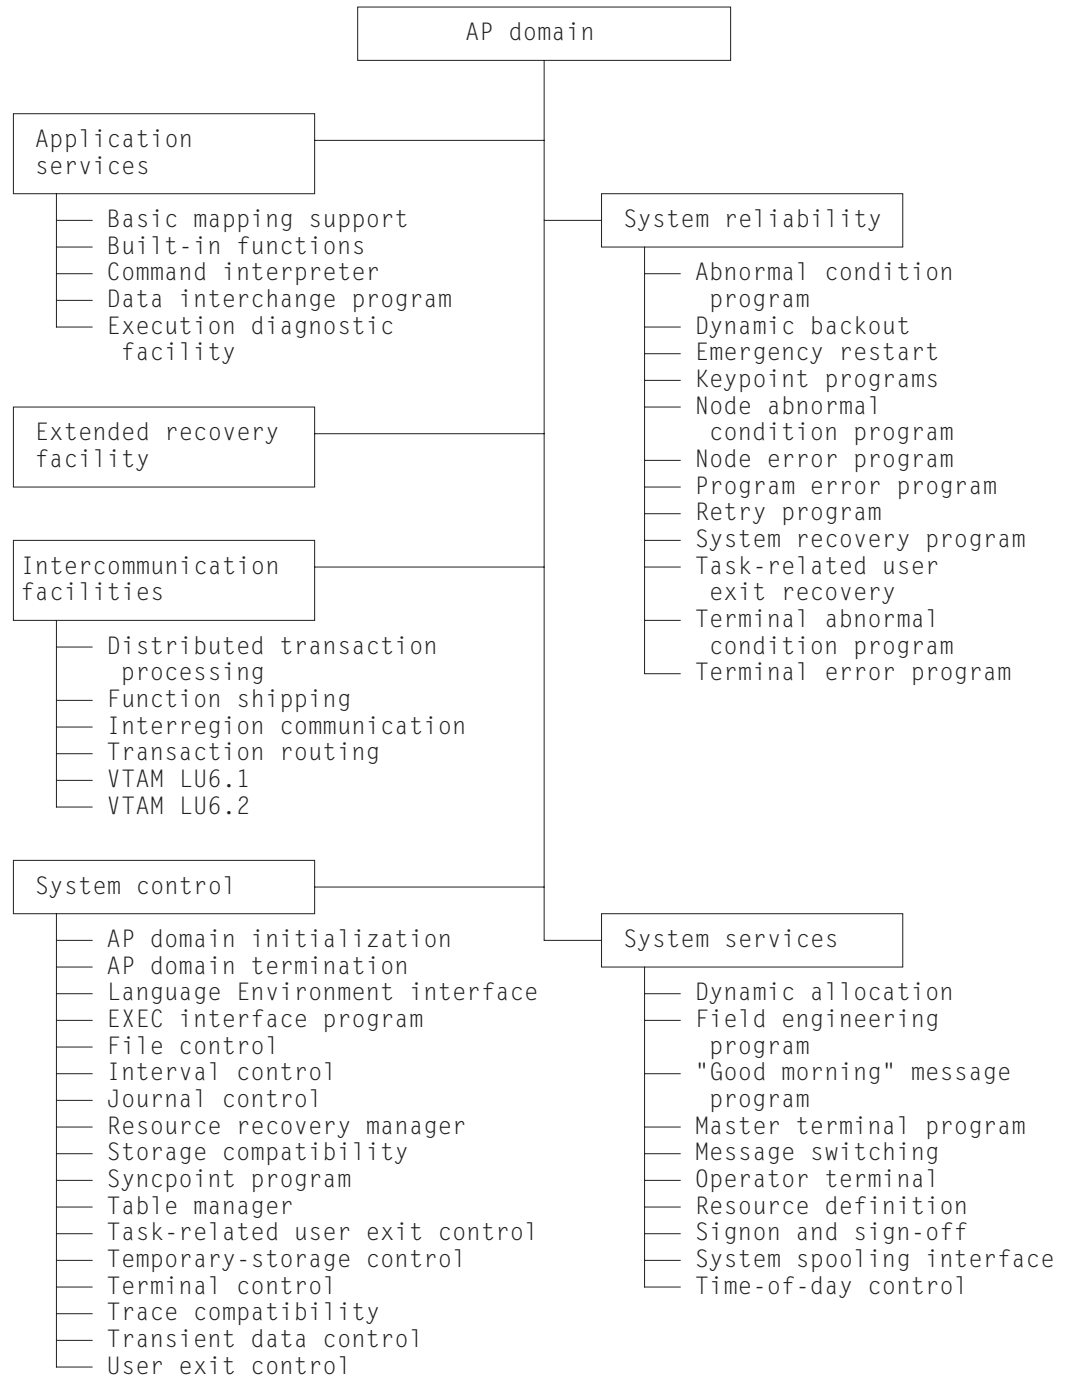 AP domain
Application
services
Basic mapping support
Built-in functions
Command interpreter
Data interchange program
Execution diagnostic
facility
System reliability
Abnormal condition
program
Dynamic backout
Emergency restart
Keypoint programs
Node abnormal
condition program
Node error program
Program error program
Retry program
System recovery program
Task-related user
exit recovery
Terminal abnormal
condition program
Terminal error program
Extended recovery
facility
Intercommunication
facilities
Distributed transaction
processing
Function shipping
Interregion communication
Transaction routing
VTAM LU6.1
VTAM LU6.2
System control
AP domain initialization
AP domain termination
Language Environment interface
EXEC interface program
File control
Interval control
Journal control
Resource recovery manager
Storage compatibility
Syncpoint program
Table manager
Task-related user exit control
Temporary-storage control
Terminal control
Trace compatibility
Transient data control
User exit control
System services
Dynamic allocation
Field engineering
program
"Good morning" message
program
Master terminal program
Message switching
Operator terminal
Resource definition
Signon and sign-off
System spooling interface
Time-of-day control